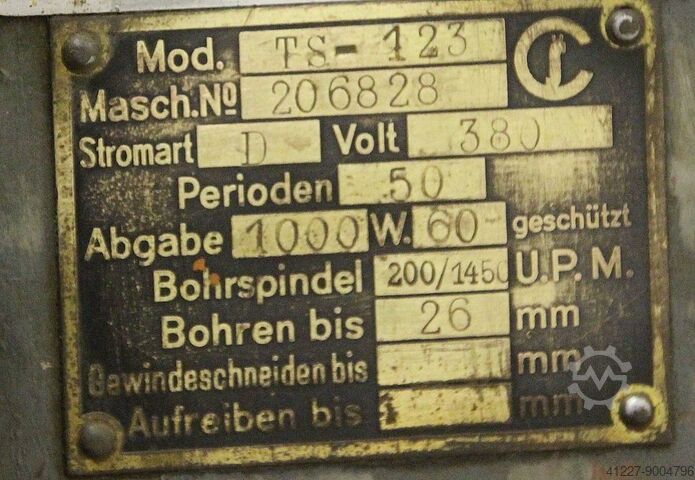 Mod. TS-123
Masch.No 206828
Stromart D Volt 380
Perioden 50
Abgabe 1000 W. 60- geschützt
Bohrspindel 200/1450 U.P.M.
Bohren bis 26 mm
Gewindeschneiden bis mm
Aufreiben bis mm
41227-9004796